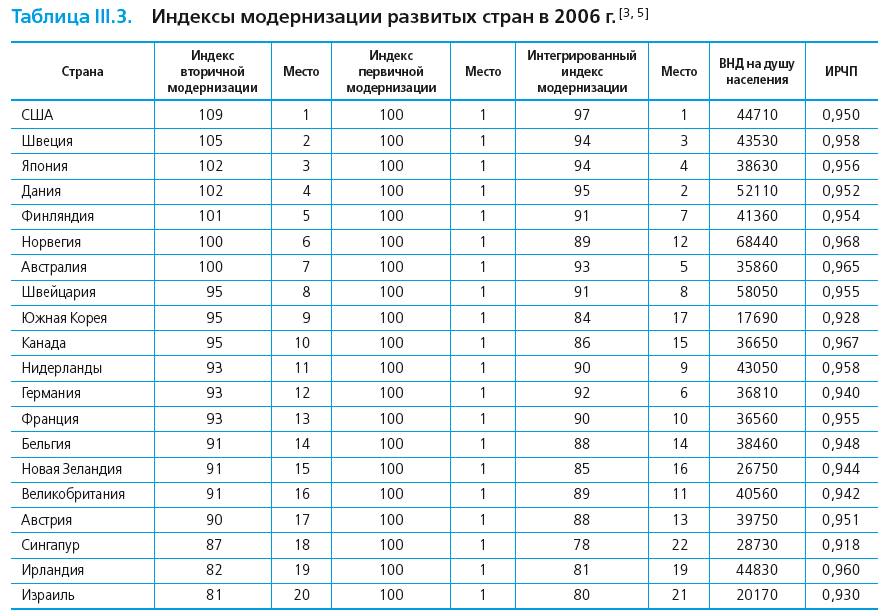 Таблица III.3. Индексы модернизации развитых стран в 2006 г.[3, 5]
Страна Индекс вторичной модернизации Место Индекс первичной модернизации Место Интегрированный индекс модернизации Место ВНД на душу населения ИРЧП
США 109 1 100 1 97 1 44710 0,950
Швеция 105 2 100 1 94 3 43530 0,958
Япония 102 3 100 1 94 4 38630 0,956
Дания 102 4 100 1 95 2 52110 0,952
Финляндия 101 5 100 1 91 7 41360 0,954
Норвегия 100 6 100 1 89 12 68440 0,968
Австралия 100 7 100 1 93 5 35860 0,965
Швейцария 95 8 100 1 91 8 58050 0,955
Южная Корея 95 9 100 1 84 17 17690 0,928
Канада 95 10 100 1 86 15 36650 0,967
Нидерланды 93 11 100 1 90 9 43050 0,958
Германия 93 12 100 1 92 6 36810 0,940
Франция 93 13 100 1 90 10 36560 0,955
Бельгия 91 14 100 1 88 14 38460 0,948
Новая Зеландия 91 15 100 1 85 16 26750 0,944
Великобритания 91 16 100 1 89 11 40560 0,942
Австрия 90 17 100 1 88 13 39750 0,951
Сингапур 87 18 100 1 78 22 28730 0,918
Ирландия 82 19 100 1 81 19 44830 0,960
Израиль 81 20 100 1 80 21 20170 0,930